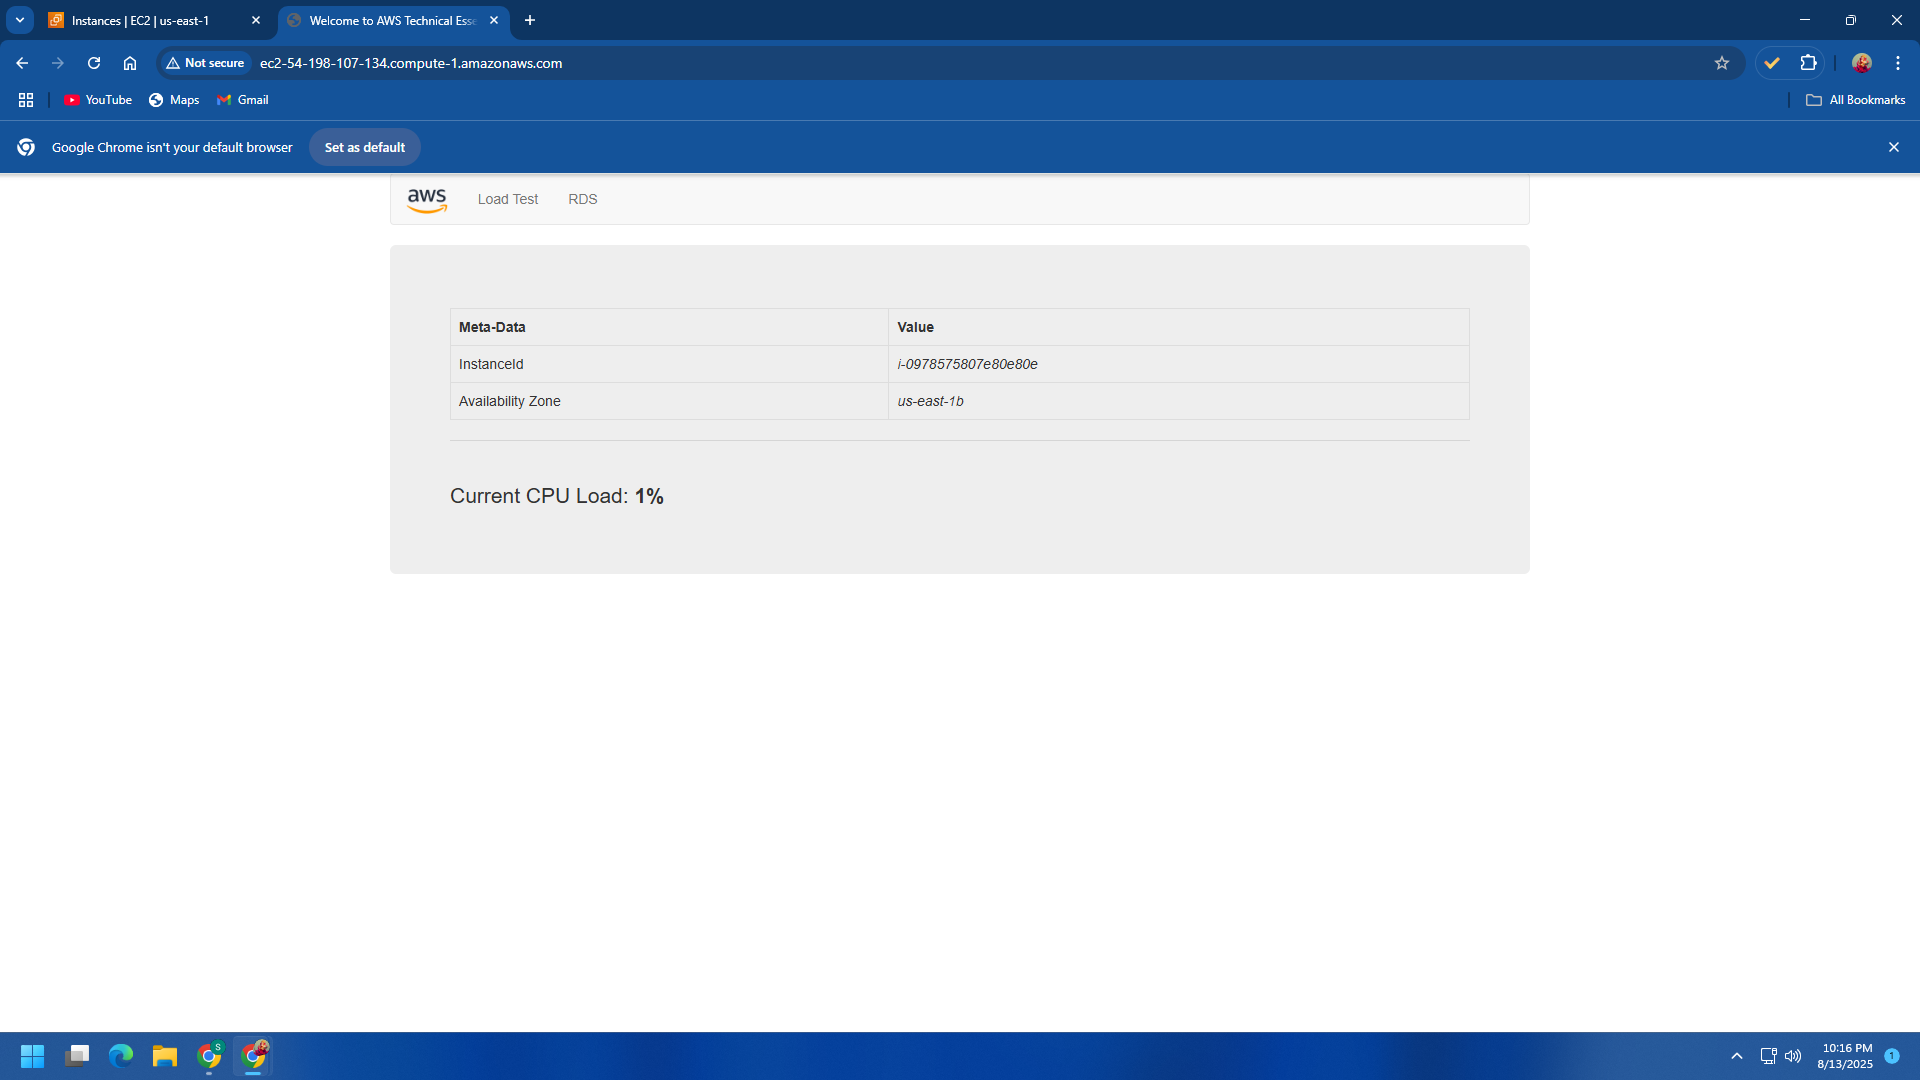 Instances | EC2 | us-east-1
Welcome to AWS Technical Esse
Not secure
ec2-54-198-107-134.compute-1.amazonaws.com
YouTube
Maps
Gmail
All Bookmarks
Google Chrome isn't your default browser
Set as default
aws
Load Test
RDS
Meta-Data Value
InstanceId i-0978575807e80e80e
Availability Zone us-east-1b
Current CPU Load: 1%
S
10:16 PM
8/13/2025
1